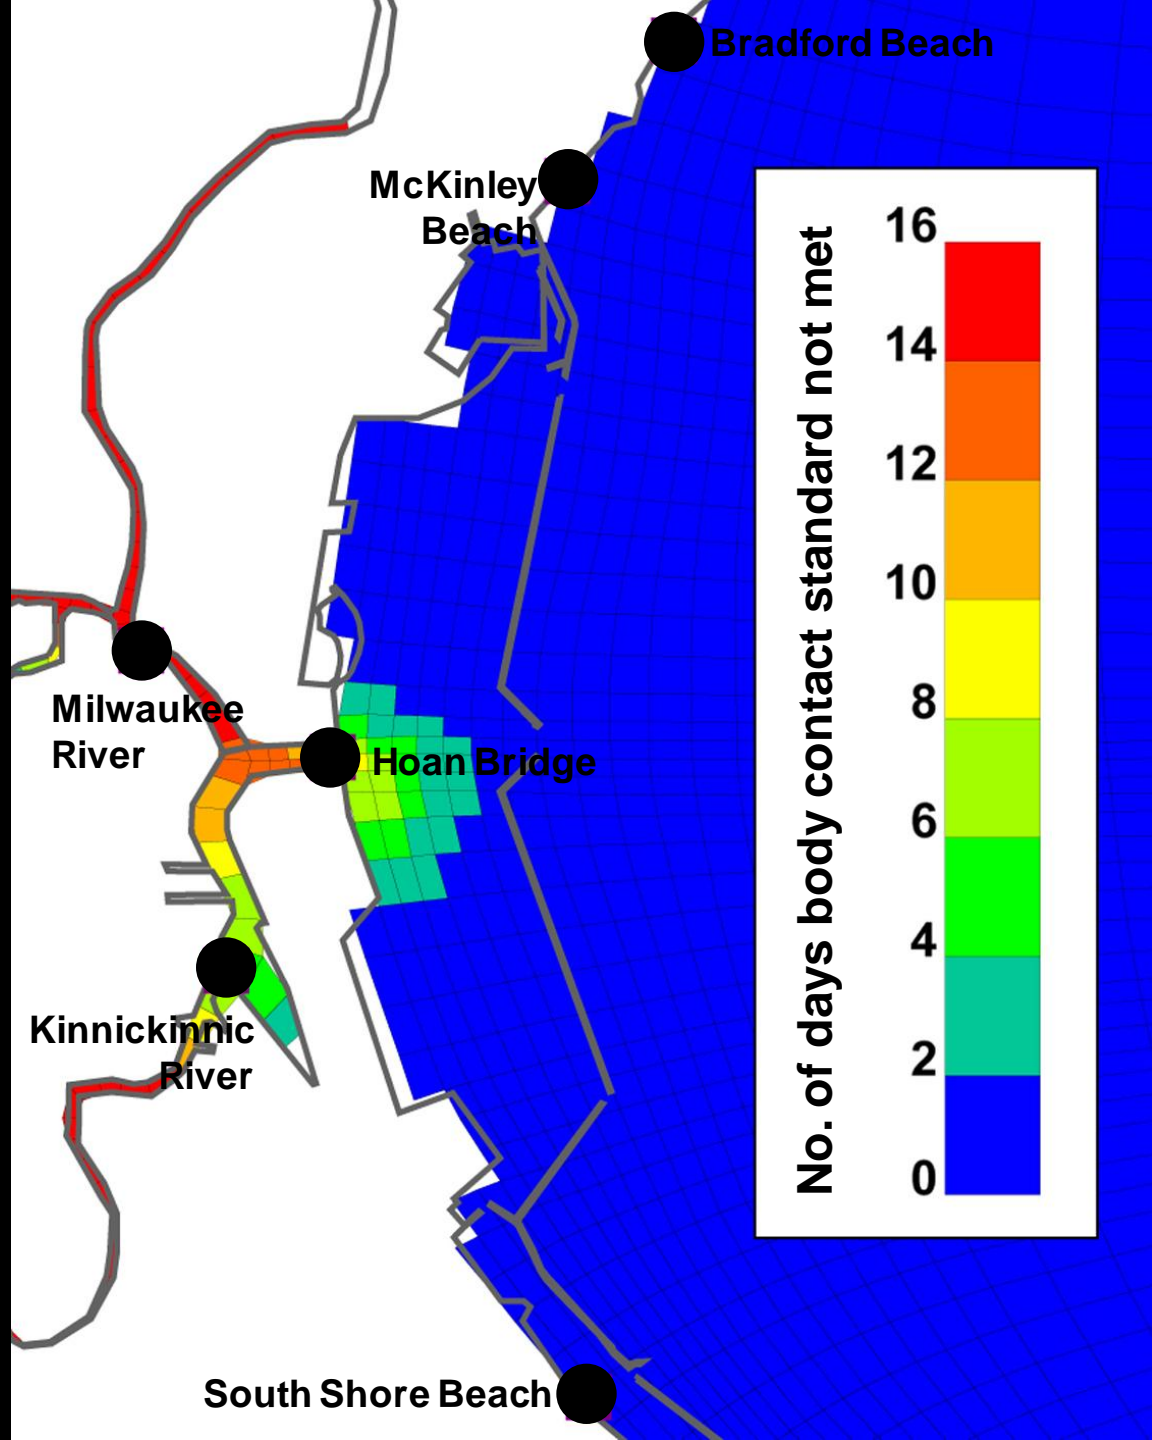 Bradford Beach
McKinley
Beach
No. of days body contact standard not met
16
14
12
10
8
6
4
2
0
Milwaukee
River
Hoan Bridge
Kinnickinnic
River
South Shore Beach